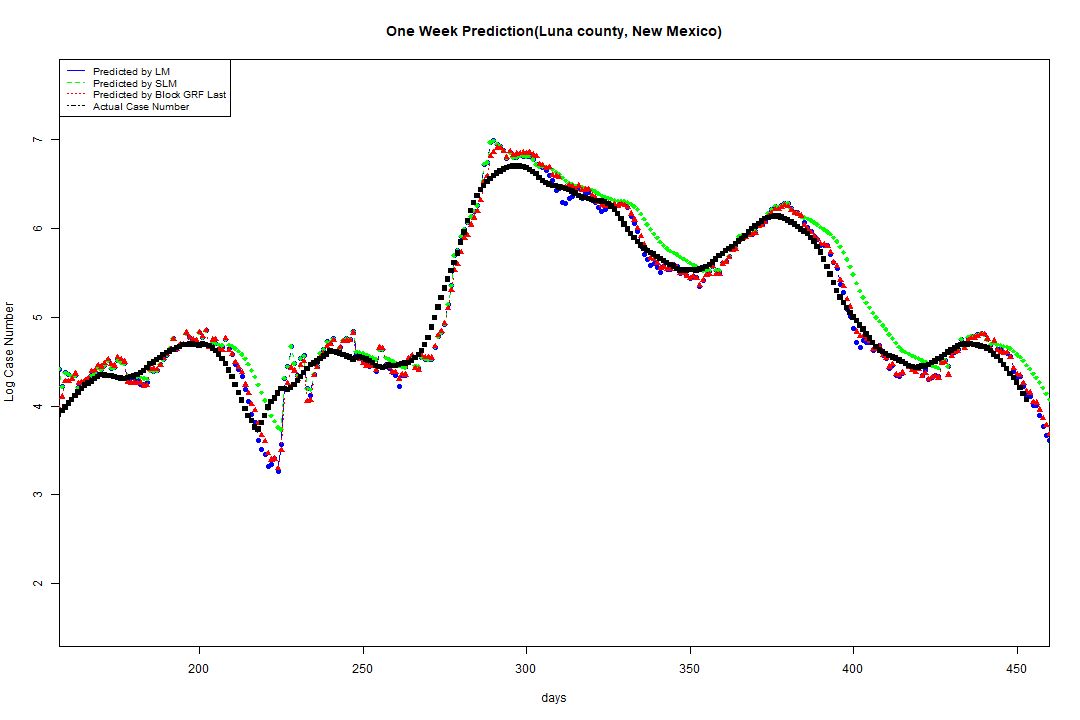 One Week Prediction(Luna county, New Mexico)
Predicted by LM
Predicted by SLM
Predicted by Block GRF Last
Actual Case Number
7
6
5
4
3
2
Log Case Number
200 250 300 350 400 450
days